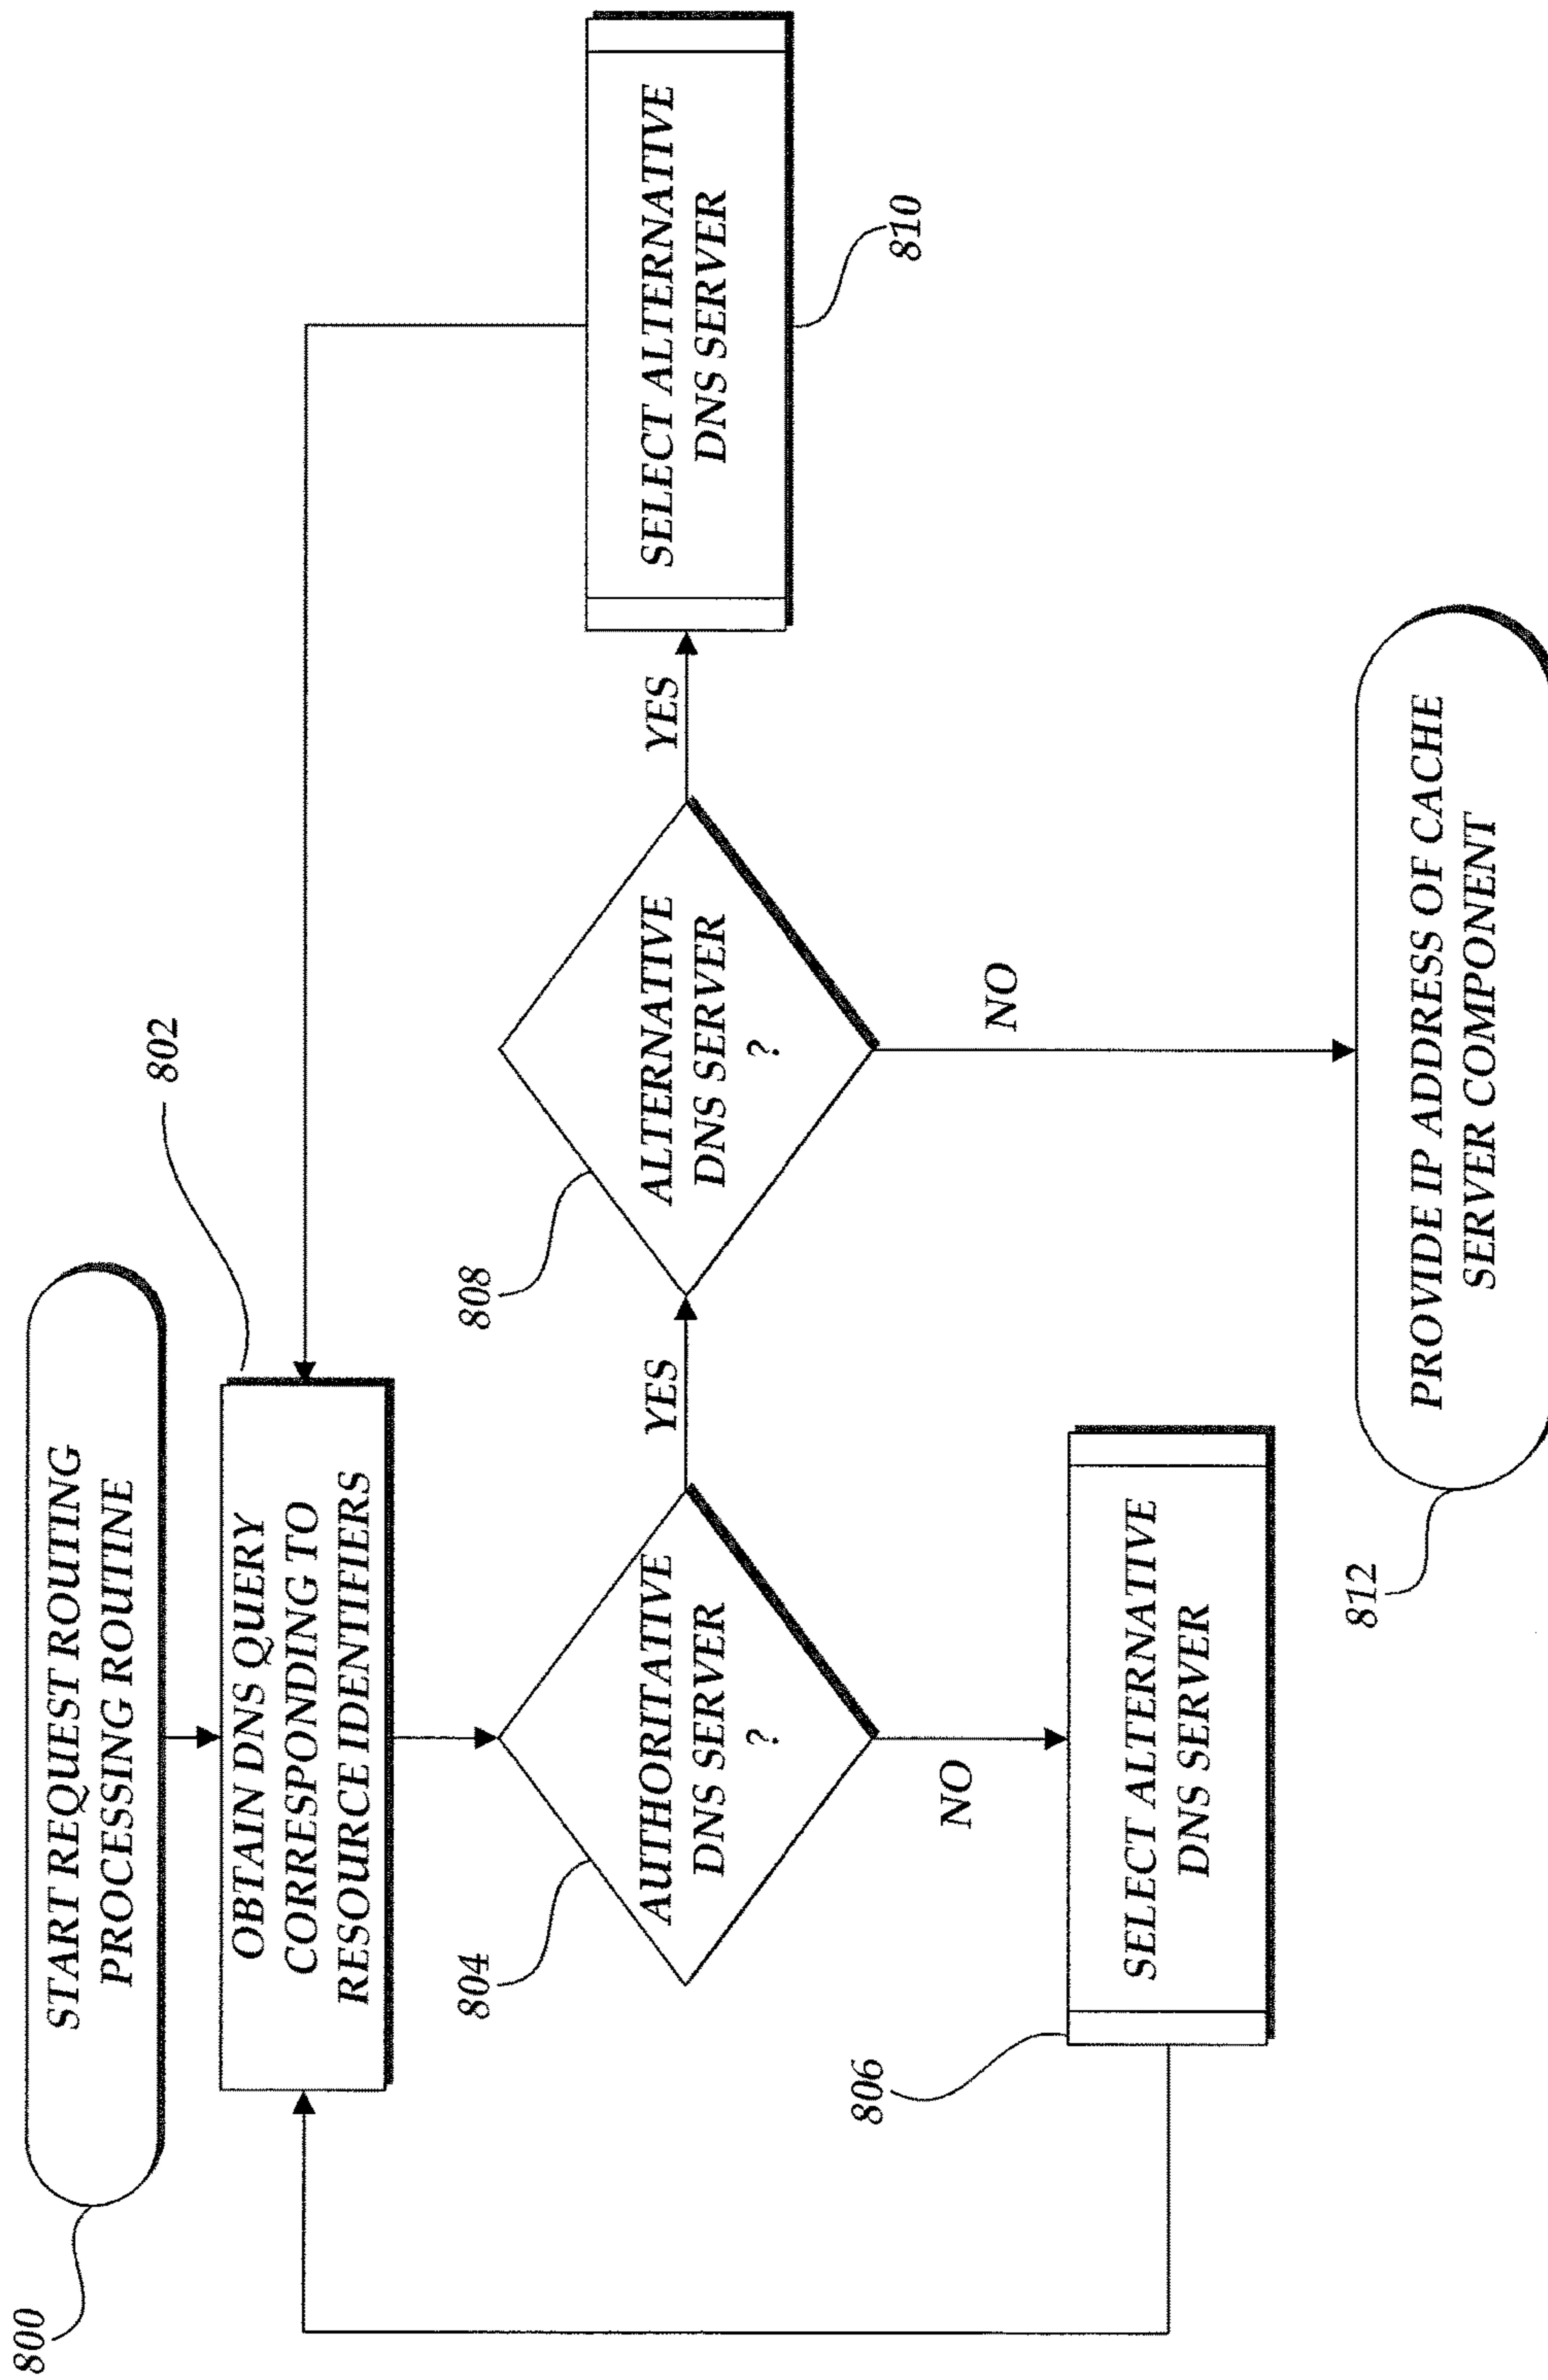 800
START REQUEST ROUTING
PROCESSING ROUTINE
802
OBTAIN DNS QUERY
CORRESPONDING TO
RESOURCE IDENTIFIERS
804
AUTHORITATIVE
DNS SERVER
?
YES
NO
808
ALTERNATIVE
DNS SERVER
?
YES
NO
SELECT ALTERNATIVE
DNS SERVER
810
806
SELECT ALTERNATIVE
DNS SERVER
812
PROVIDE IP ADDRESS OF CACHE
SERVER COMPONENT